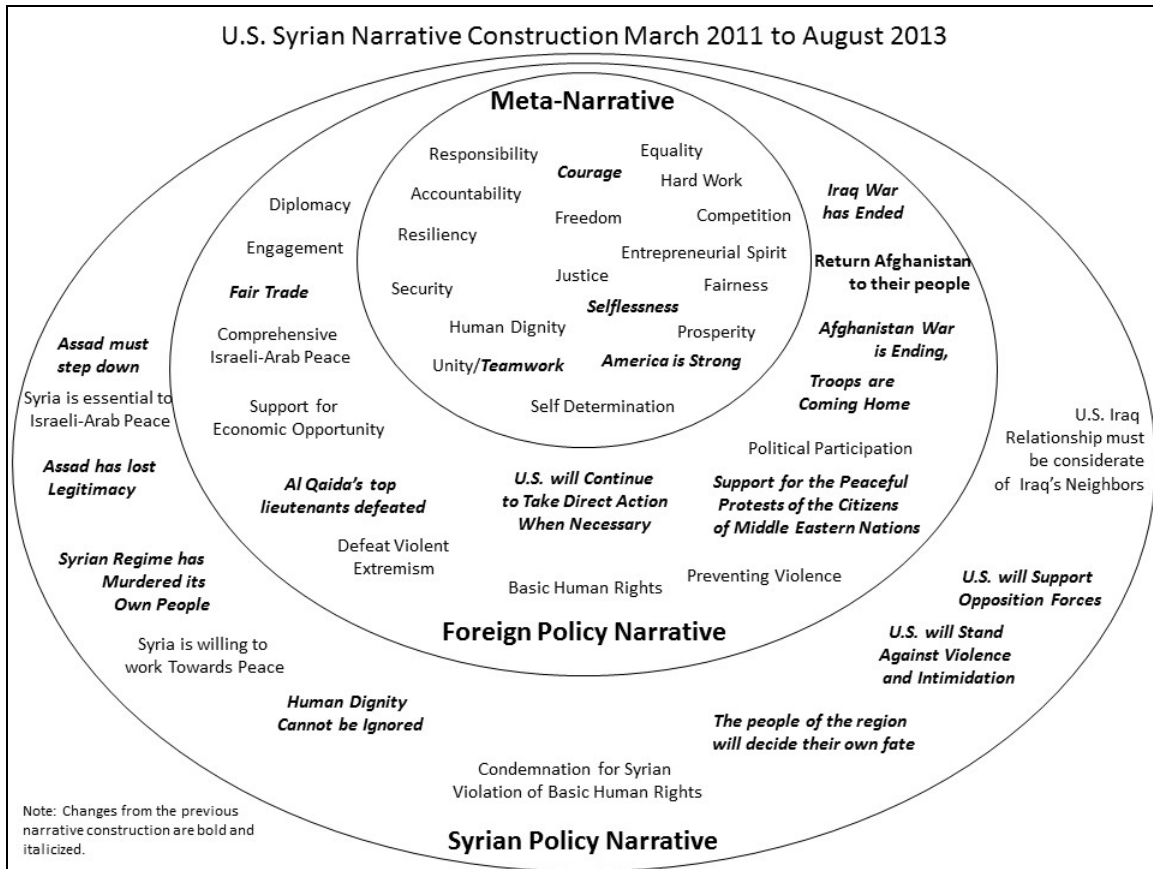 U.S. Syrian Narrative Construction March 2011 to August 2013
Meta-Narrative
Responsibility
Equality
Courage
Hard Work
Accountability
Freedom
Competition
Resiliency
Entrepreneurial Spirit
Justice
Security
Fairness
Selflessness
Human Dignity
Prosperity
Unity/Teamwork
America is Strong
Self Determination
Diplomacy
Engagement
Fair Trade
Comprehensive
Israeli-Arab Peace
Support for
Economic Opportunity
Iraq War
has Ended
Return Afghanistan
to their people
Afghanistan War
is Ending,
Troops are
Coming Home
Political Participation
Al Qaida's top
lieutenants defeated
U.S. will Continue
to Take Direct Action
When Necessary
Support for the Peaceful
Protests of the Citizens
of Middle Eastern Nations
Defeat Violent
Extremism
Basic Human Rights
Preventing Violence
Foreign Policy Narrative
Assad must
step down
Syria is essential to
Israeli-Arab Peace
Assad has lost
Legitimacy
Syrian Regime has
Murdered its
Own People
Syria is willing to
work Towards Peace
Human Dignity
Cannot be Ignored
U.S. Iraq
Relationship must
be considerate
of Iraq's Neighbors
U.S. will Support
Opposition Forces
U.S. will Stand
Against Violence
and Intimidation
The people of the region
will decide their own fate
Condemnation for Syrian
Violation of Basic Human Rights
Syrian Policy Narrative
Note: Changes from the previous
narrative construction are bold and
italicized.